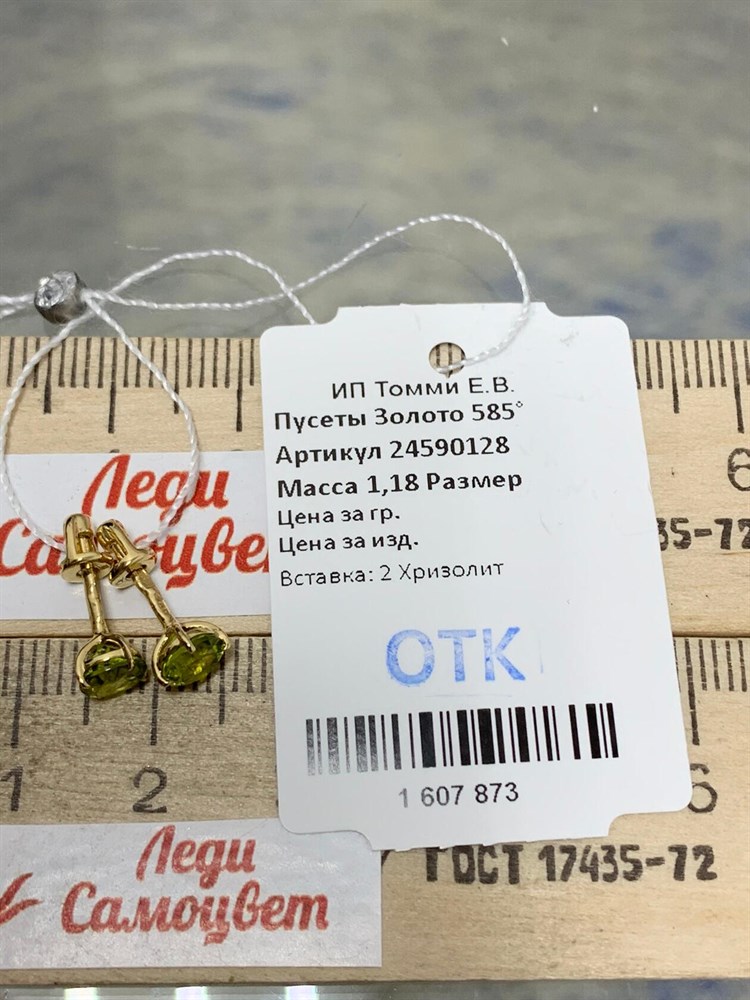 ИП Томми Е.В.
Пусеты Золото 585°
Артикул 24590128
Масса 1,18 Размер
Цена за гр.
Цена за изд.
Вставка: 2 Хризолит
ОТК
1 607 873
Леди
Самоцвет
6
35-72
1 2 6
ГОСТ 17435-72
Леди
Самоцвет